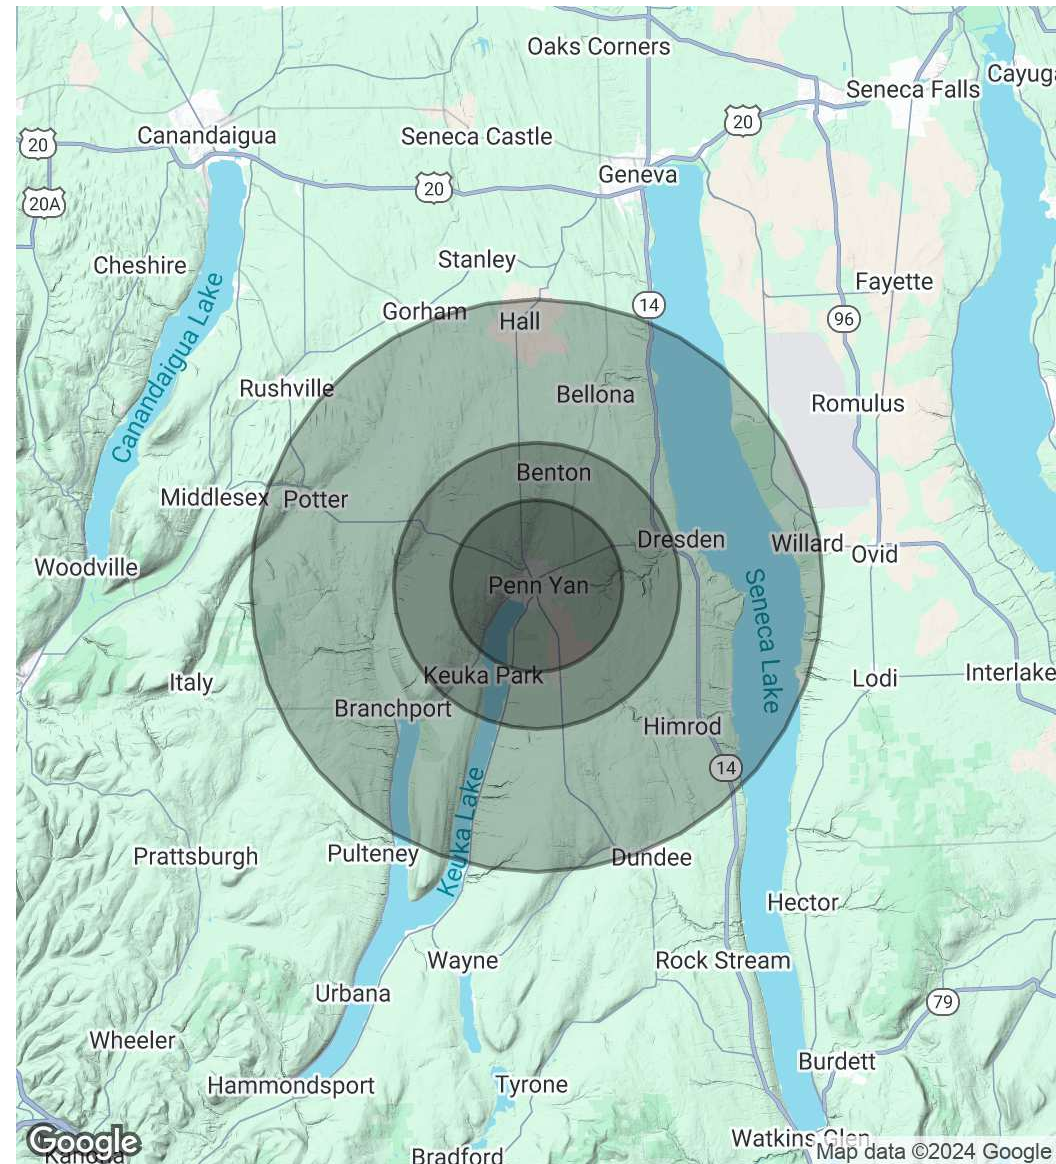 Oaks Corners
Cayuga
Seneca Falls
20
Canandaigua
Seneca Castle
20
Geneva
20
20A
Stanley
Cheshire
Fayette
Canandaigua Lake
Gorham
Hall
14
96
Rushville
Bellona
Romulus
Benton
Middlesex
Potter
Dresden
Willard
Ovid
Woodville
Penn Yan
Seneca Lake
Keuka Park
Italy
Lodi
Interlake
Branchport
Himrod
14
Keuka Lake
Prattsburgh
Pulteney
Dundee
Hector
Wayne
Rock Stream
Urbana
79
Wheeler
Burdett
Hammondsport
Tyrone
Watkins Glen
Google
Kanona
Bradford
Map data ©2024 Google